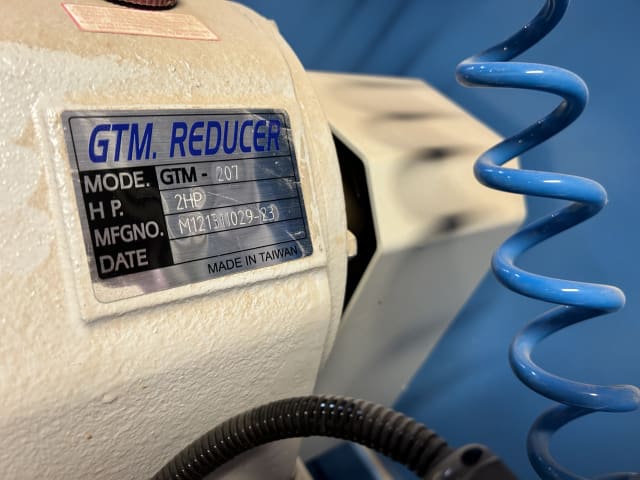 GTM. REDUCER
MODE. GTM - 207
H P. 2HP
MFGNO.
DATE
MADE IN TAIWAN